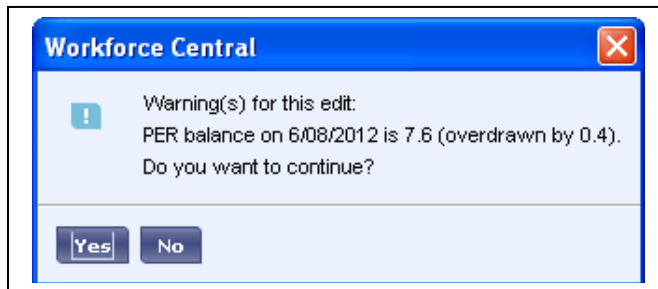 Workforce Central
Warning(s) for this edit:
PER balance on 6/08/2012 is 7.6 (overdrawn by 0.4).
Do you want to continue?
Yes No